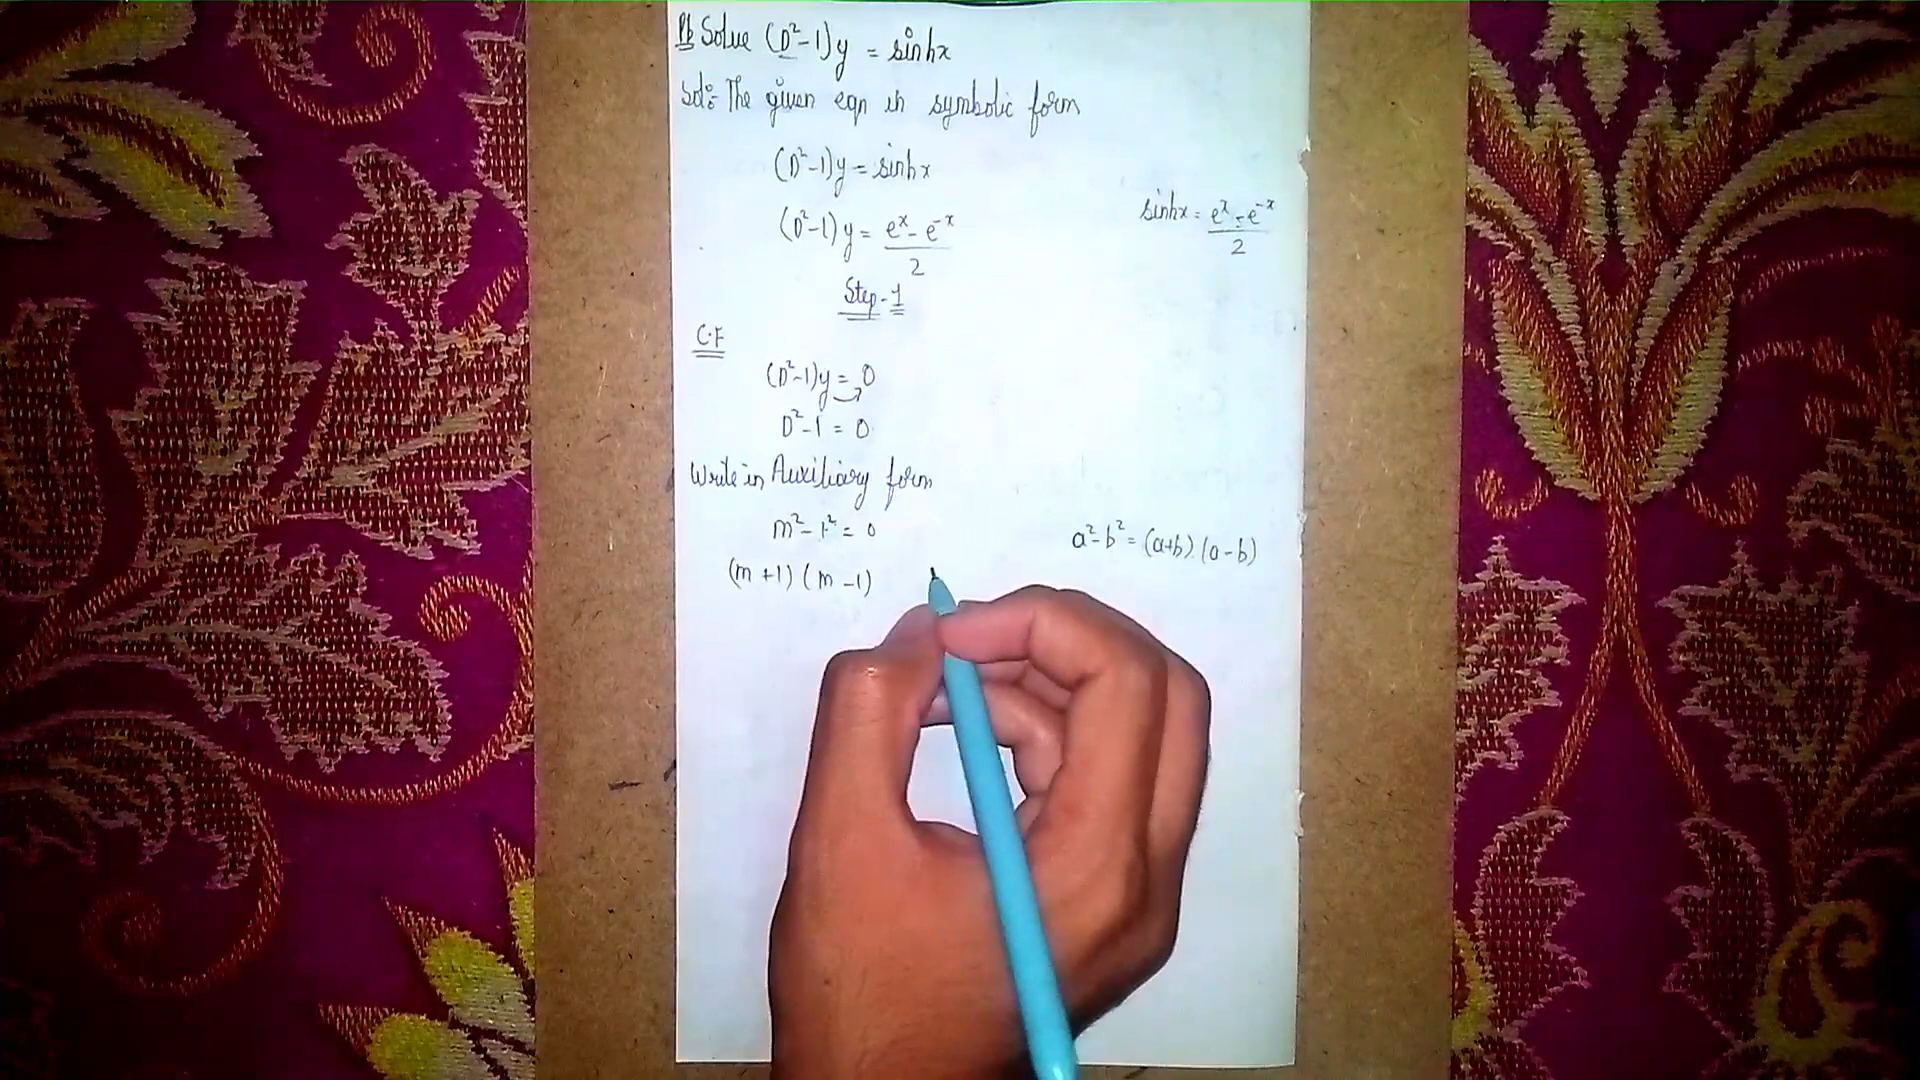 Pb Solve (D²-1)y = sinhx
Sol:- The given eqn in symbolic form
(D²-1)y = sinhx
(D²-1)y = eˣ - e⁻ˣ / 2
sinhx = eˣ - e⁻ˣ / 2
Step-1
C.F
(D²-1)y = 0
D²-1 = 0
Write in Auxiliary form
m²-1² = 0
a²-b² = (a+b).(a-b)
(m+1)(m-1)